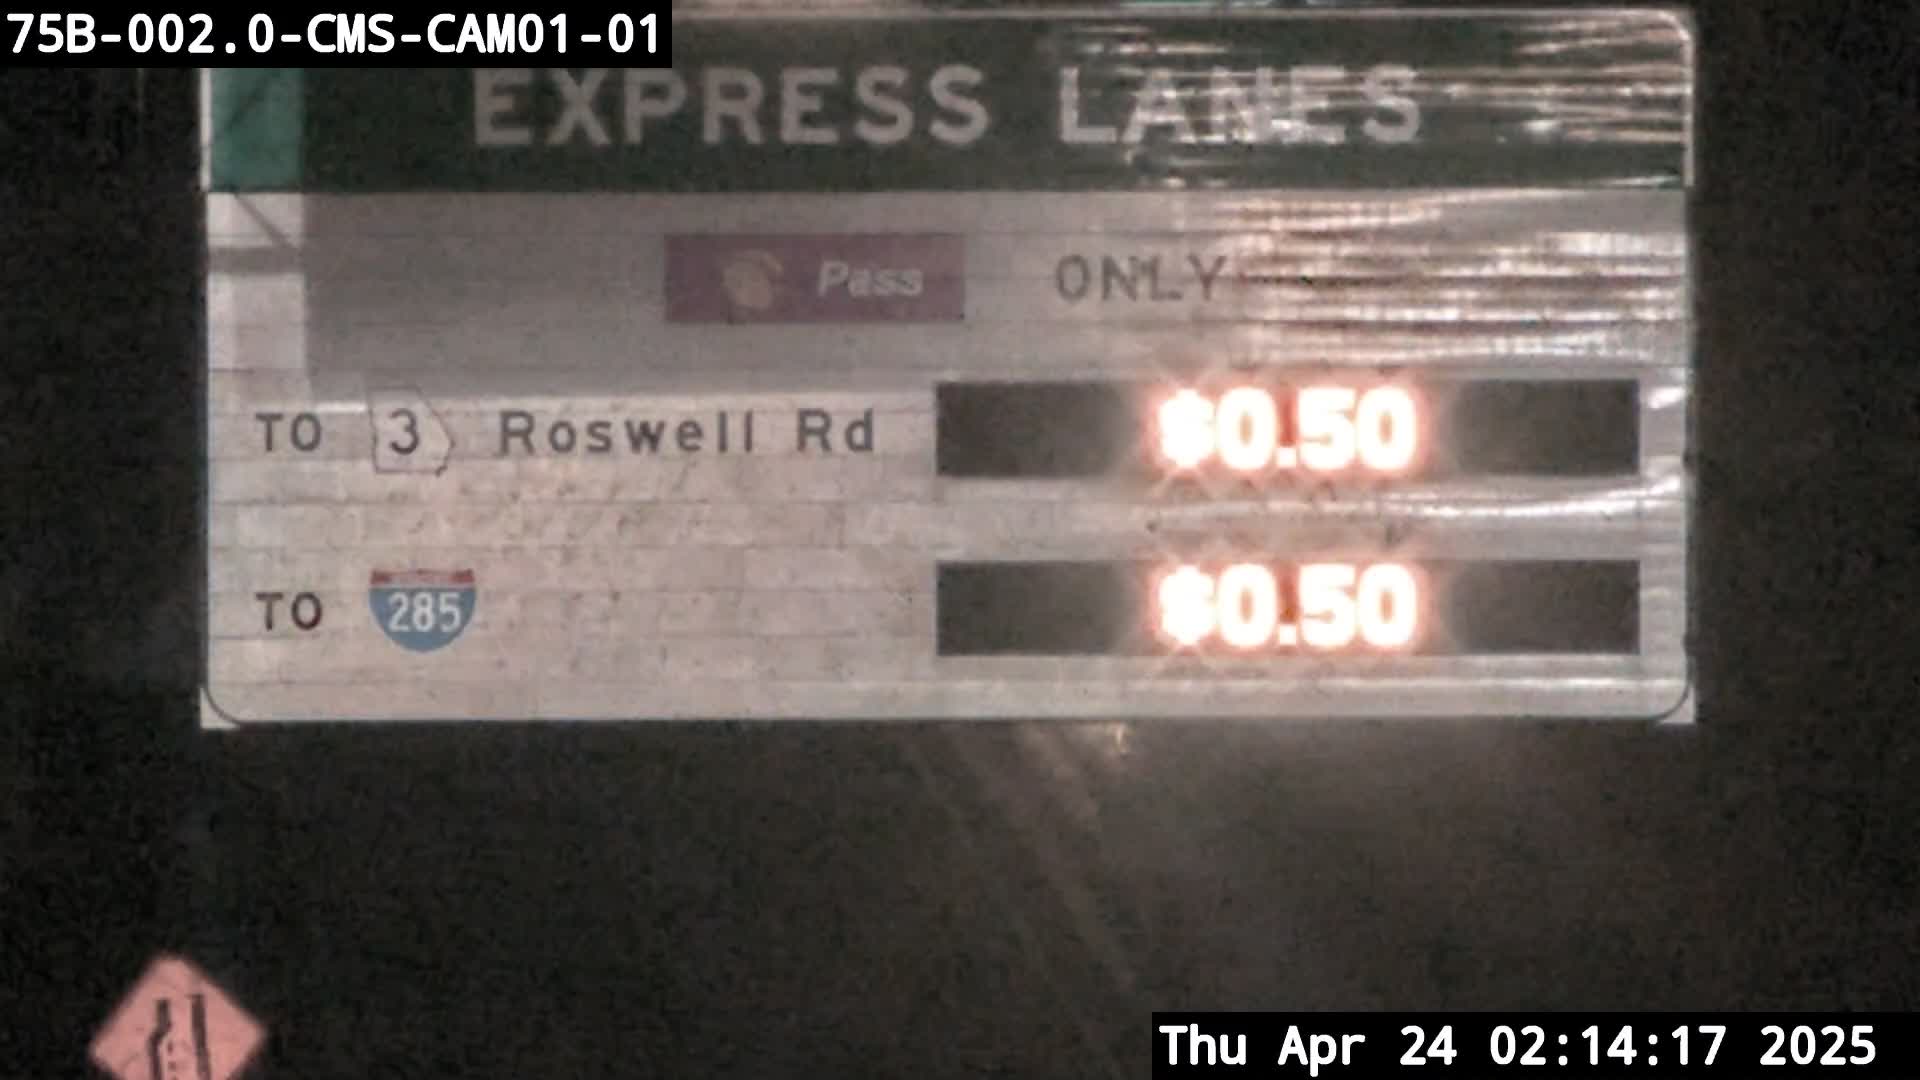 75B-002.0-CMS-CAM01-01
EXPRESS LANES
Pass ONLY
TO 3 Roswell Rd $0.50
TO 285 $0.50
Thu Apr 24 02:14:17 2025